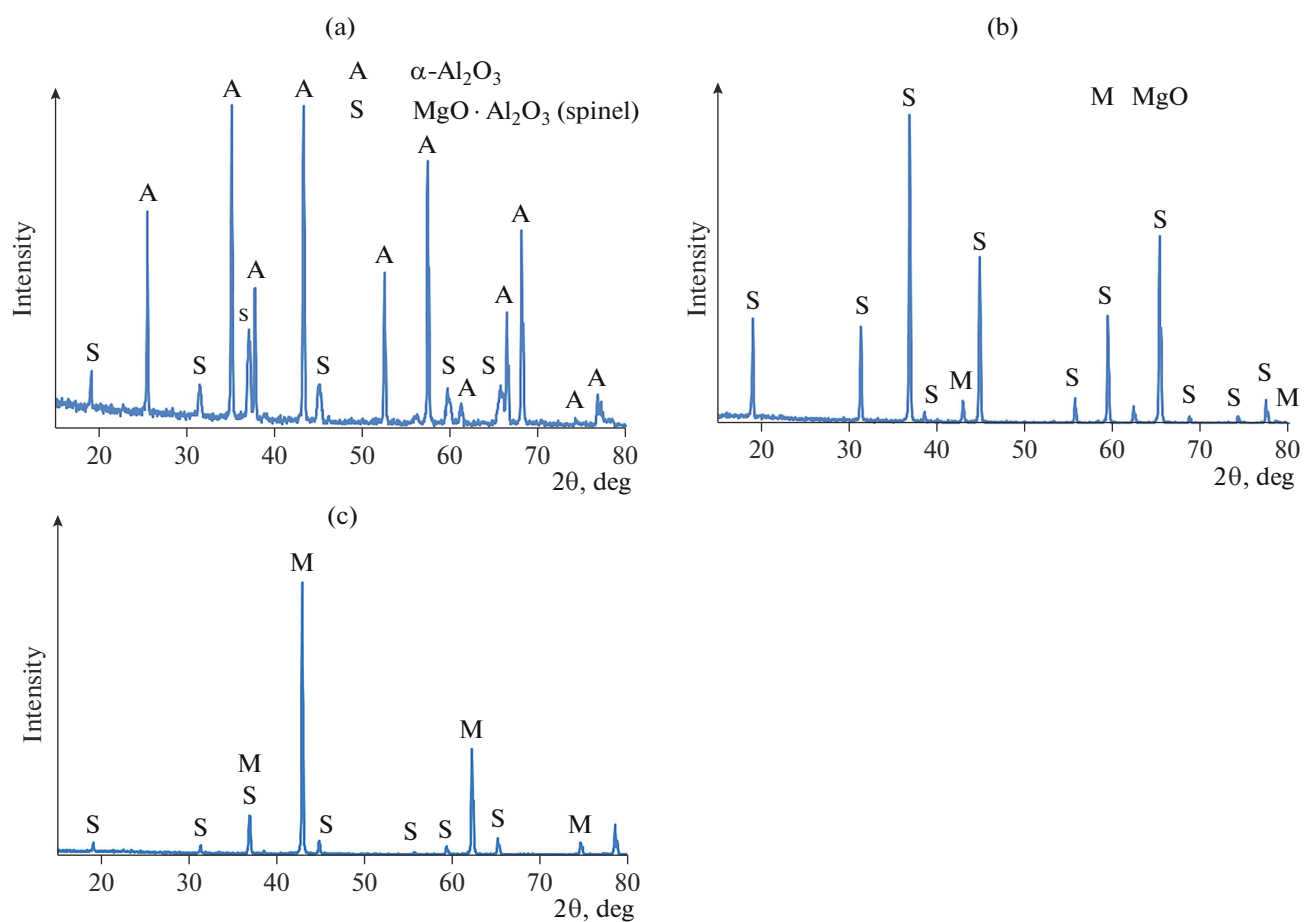 (a)
A α-Al₂O₃
S MgO · Al₂O₃ (spinel)
Intensity
S A S A s A A S A A S A S A A A A
20 30 40 50 60 70 80
2θ, deg
(b)
M MgO
Intensity
S S S S M S S S S S S S M
20 30 40 50 60 70 80
2θ, deg
(c)
Intensity
S S M S M S S S M S M
20 30 40 50 60 70 80
2θ, deg